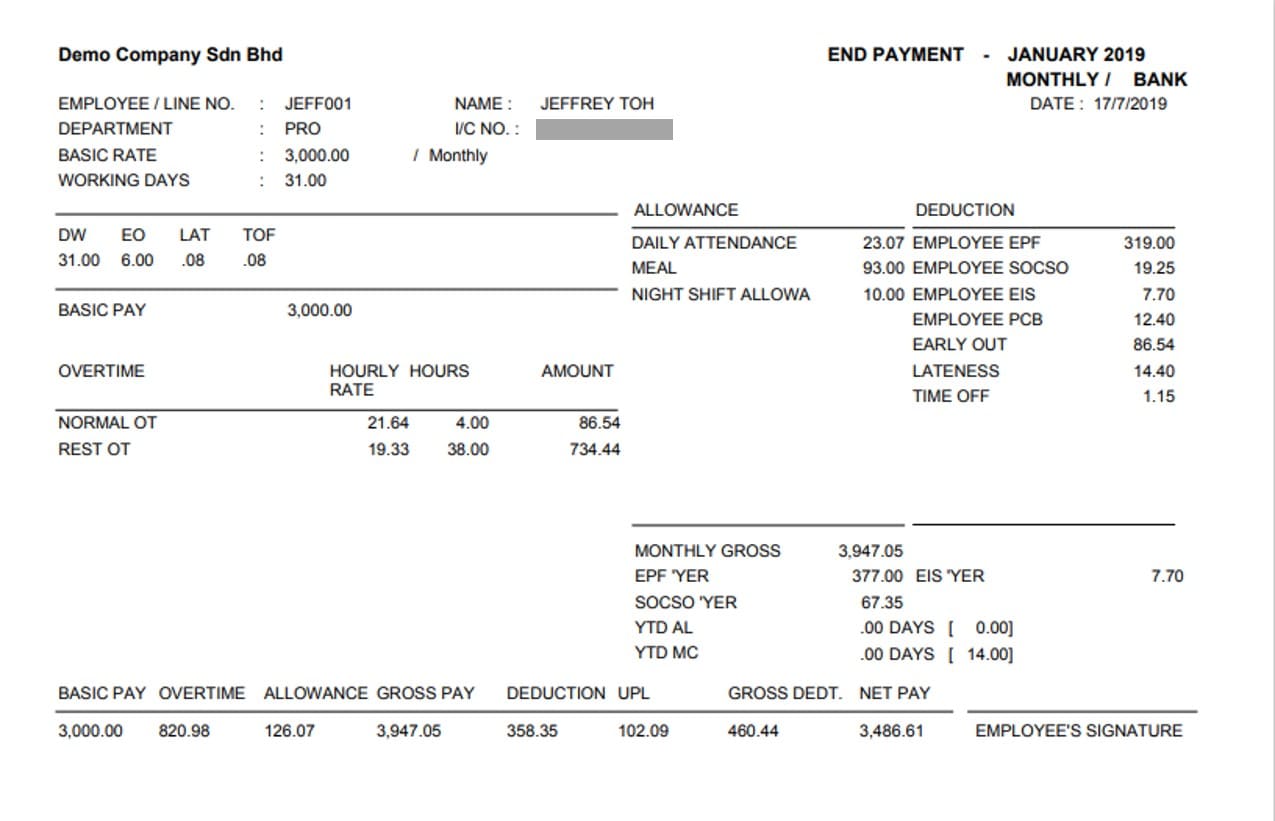 Demo Company Sdn Bhd
END PAYMENT - JANUARY 2019
MONTHLY / BANK
EMPLOYEE / LINE NO. : JEFF001 NAME : JEFFREY TOH DATE : 17/7/2019
DEPARTMENT : PRO I/C NO. :
BASIC RATE : 3,000.00 / Monthly
WORKING DAYS : 31.00
DW EO LAT TOF
31.00 6.00 .08 .08
BASIC PAY 3,000.00
OVERTIME HOURLY RATE HOURS AMOUNT
NORMAL OT 21.64 4.00 86.54
REST OT 19.33 38.00 734.44
ALLOWANCE DEDUCTION
DAILY ATTENDANCE 23.07 EMPLOYEE EPF 319.00
MEAL 93.00 EMPLOYEE SOCSO 19.25
NIGHT SHIFT ALLOWA 10.00 EMPLOYEE EIS 7.70
EMPLOYEE PCB 12.40
EARLY OUT 86.54
LATENESS 14.40
TIME OFF 1.15
MONTHLY GROSS 3,947.05
EPF 'YER 377.00 EIS 'YER 7.70
SOCSO 'YER 67.35
YTD AL .00 DAYS [ 0.00]
YTD MC .00 DAYS [ 14.00]
BASIC PAY OVERTIME ALLOWANCE GROSS PAY DEDUCTION UPL GROSS DEDT. NET PAY
3,000.00 820.98 126.07 3,947.05 358.35 102.09 460.44 3,486.61 EMPLOYEE'S SIGNATURE